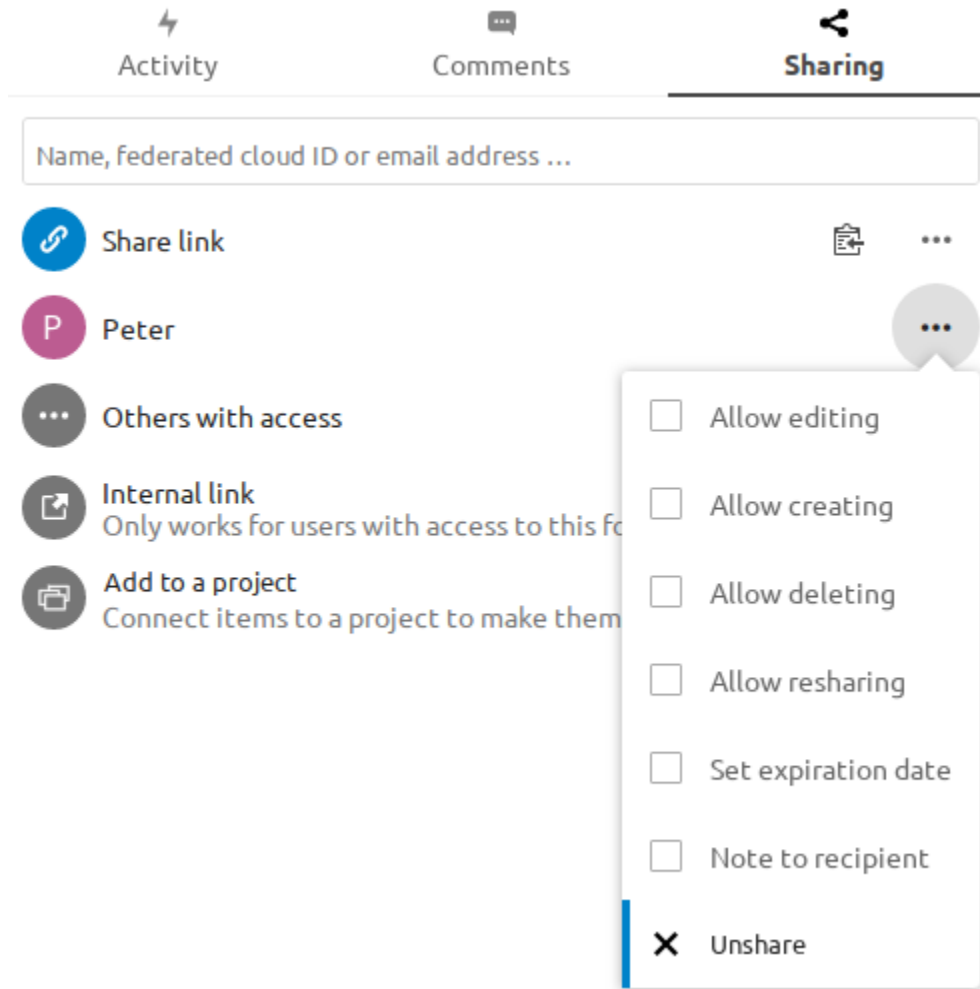 Activity
Comments
Sharing
Name, federated cloud ID or email address ...
Share link
P
Peter
Others with access
Internal link
Only works for users with access to this
Add to a project
Connect items to a project to make them
Allow editing
Allow creating
Allow deleting
Allow resharing
Set expiration date
Note to recipient
Unshare